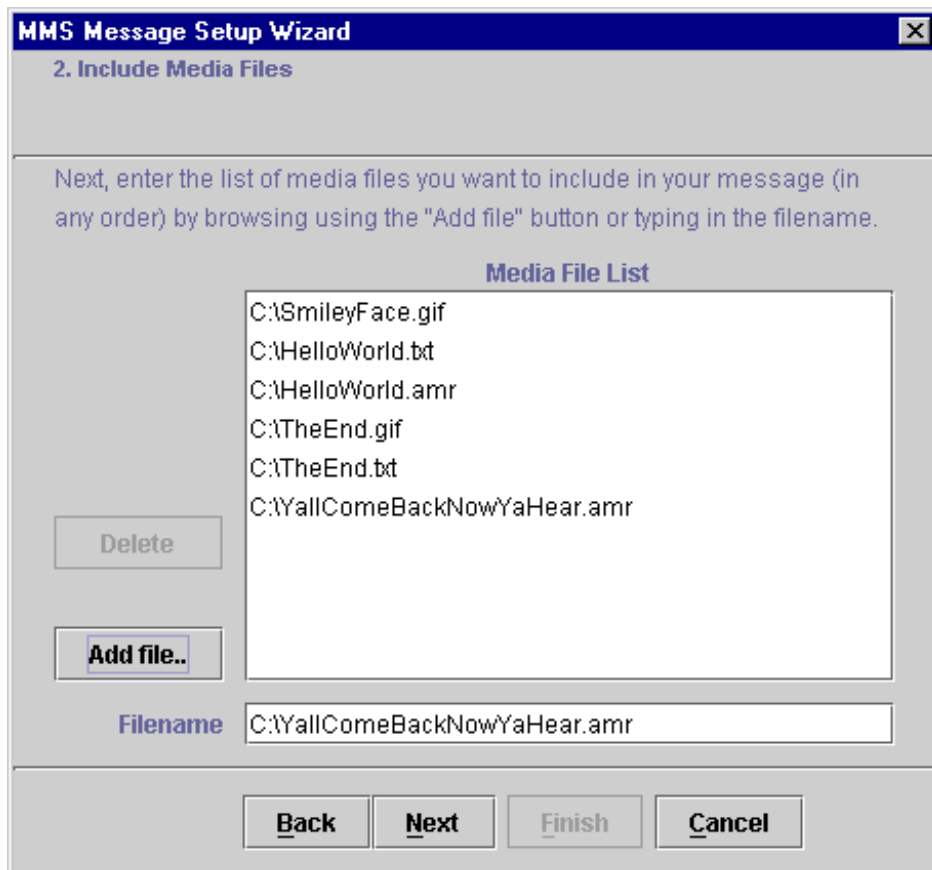 MMS Message Setup Wizard
2. Include Media Files
Next, enter the list of media files you want to include in your message (in
any order) by browsing using the "Add file" button or typing in the filename.
Media File List
C:\SmileyFace.gif
C:\HelloWorld.txt
C:\HelloWorld.amr
C:\TheEnd.gif
C:\TheEnd.txt
C:\YallComeBackNowYaHear.amr
Delete
Add file..
Filename C:\YallComeBackNowYaHear.amr
Back Next Finish Cancel